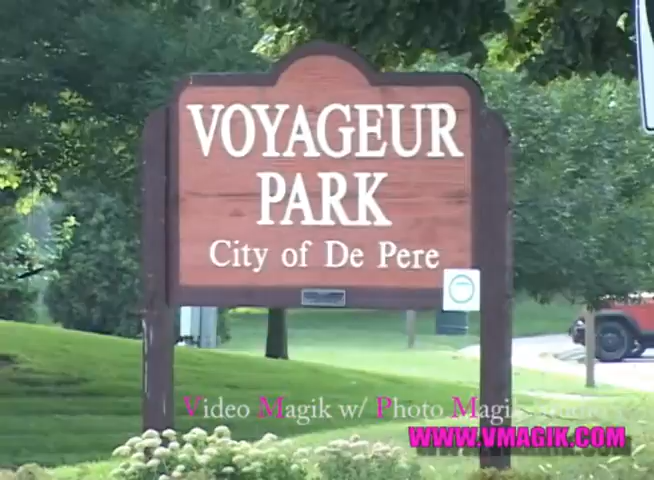 VOYAGEUR
PARK
City of De Pere
Video Magik w/ Photo Magik
WWW.VMAGIK.COM